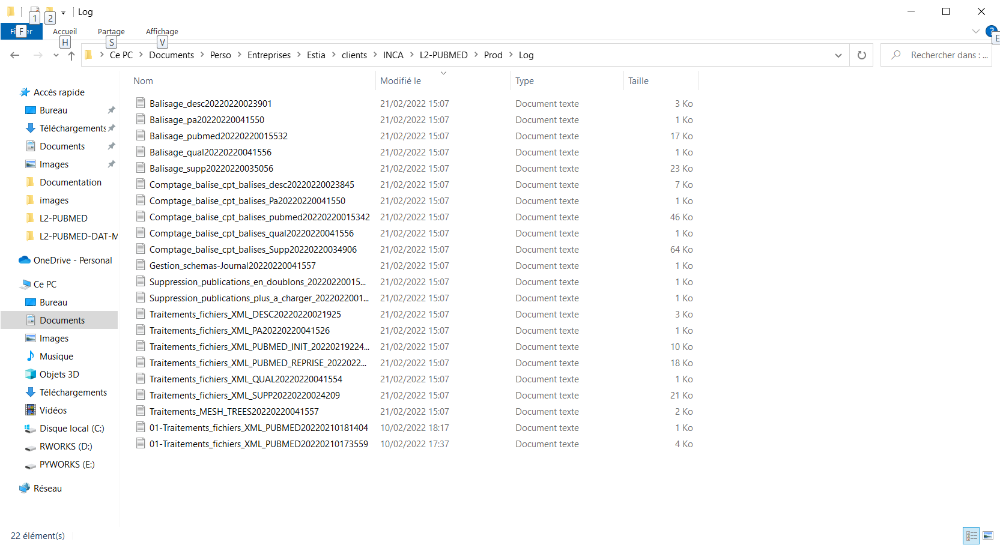 1 2 Log
F Accueil Partage Affichage
H S V E
Ce PC Documents Perso Entreprises Estia clients INCA L2-PUBMED Prod Log Rechercher dans : ...
Nom Modifié le Type Taille
Accès rapide
Bureau
Téléchargements
Documents
Images
Documentation
images
L2-PUBMED
L2-PUBMED-DAT-M
OneDrive - Personal
Ce PC
Bureau
Documents
Images
Musique
Objets 3D
Téléchargements
Vidéos
Disque local (C:)
RWORKS (D:)
PYWORKS (E:)
Réseau
Balisage_desc20220220023901 21/02/2022 15:07 Document texte 3 Ko
Balisage_pa20220220041550 21/02/2022 15:07 Document texte 1 Ko
Balisage_pubmed20220220015532 21/02/2022 15:07 Document texte 17 Ko
Balisage_qual20220220041556 21/02/2022 15:07 Document texte 1 Ko
Balisage_supp20220220035056 21/02/2022 15:07 Document texte 23 Ko
Comptage_balise_cpt_balises_desc20220220023845 21/02/2022 15:07 Document texte 7 Ko
Comptage_balise_cpt_balises_Pa20220220041550 21/02/2022 15:07 Document texte 1 Ko
Comptage_balise_cpt_balises_pubmed20220220015342 21/02/2022 15:07 Document texte 46 Ko
Comptage_balise_cpt_balises_qual20220220041556 21/02/2022 15:07 Document texte 1 Ko
Comptage_balise_cpt_balises_Supp20220220034906 21/02/2022 15:07 Document texte 64 Ko
Gestion_schemas-Journal20220220041557 21/02/2022 15:07 Document texte 1 Ko
Suppression_publications_en_doublons_20220220015... 21/02/2022 15:07 Document texte 1 Ko
Suppression_publications_plus_a_charger_2022022001... 21/02/2022 15:07 Document texte 1 Ko
Traitements_fichiers_XML_DESC20220220021925 21/02/2022 15:07 Document texte 3 Ko
Traitements_fichiers_XML_PA20220220041526 21/02/2022 15:07 Document texte 1 Ko
Traitements_fichiers_XML_PUBMED_INIT_20220219224... 21/02/2022 15:07 Document texte 10 Ko
Traitements_fichiers_XML_PUBMED_REPRISE_2022022... 21/02/2022 15:07 Document texte 18 Ko
Traitements_fichiers_XML_QUAL20220220041554 21/02/2022 15:07 Document texte 1 Ko
Traitements_fichiers_XML_SUPP20220220024209 21/02/2022 15:07 Document texte 21 Ko
Traitements_MESH_TREES20220220041557 21/02/2022 15:07 Document texte 2 Ko
01-Traitements_fichiers_XML_PUBMED20220210181404 10/02/2022 18:17 Document texte 1 Ko
01-Traitements_fichiers_XML_PUBMED20220210173559 10/02/2022 17:37 Document texte 4 Ko
22 élément(s)